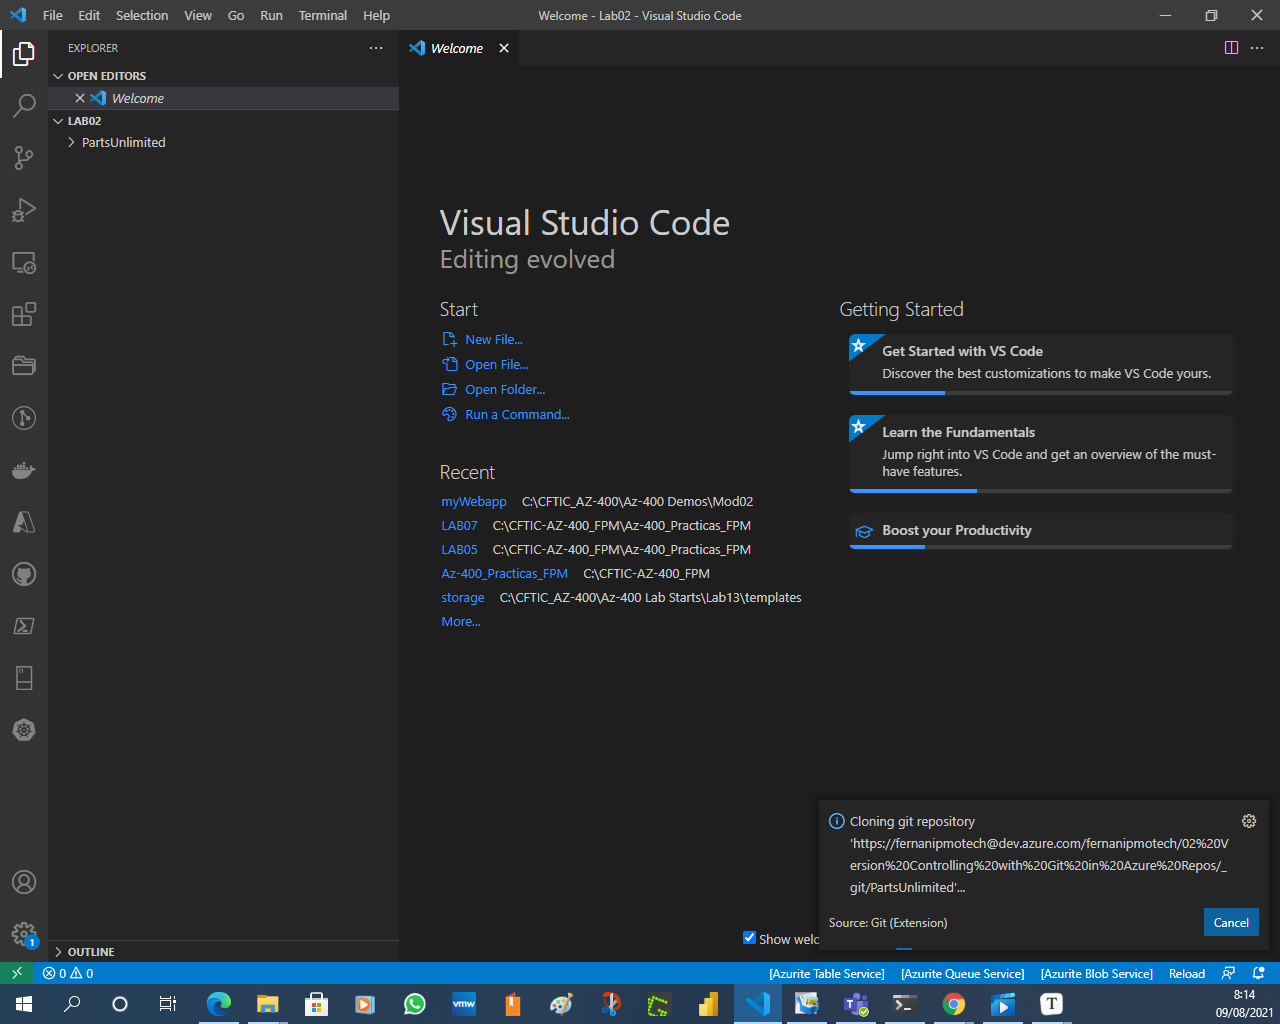 File Edit Selection View Go Run Terminal Help
Welcome - Lab02 - Visual Studio Code
EXPLORER
Welcome
OPEN EDITORS
Welcome
LAB02
PartsUnlimited
Visual Studio Code
Editing evolved
Start
New File...
Open File...
Open Folder...
Run a Command...
Recent
myWebapp C:\CFTIC_AZ-400\Az-400 Demos\Mod02
LAB07 C:\CFTIC-AZ-400_FPM\Az-400_Practicas_FPM
LAB05 C:\CFTIC-AZ-400_FPM\Az-400_Practicas_FPM
Az-400_Practicas_FPM C:\CFTIC-AZ-400_FPM
storage C:\CFTIC_AZ-400\Az-400 Lab Starts\Lab13\templates
More...
Getting Started
Get Started with VS Code
Discover the best customizations to make VS Code yours.
Learn the Fundamentals
Jump right into VS Code and get an overview of the must-
have features.
Boost your Productivity
Cloning git repository
'https://fernanipmotech@dev.azure.com/fernanipmotech/02%20V
ersion%20Controlling%20with%20Git%20in%20Azure%20Repos/_
git/PartsUnlimited'...
Source: Git (Extension)
Cancel
Show welc
1
OUTLINE
0 0
[Azurite Table Service] [Azurite Queue Service] [Azurite Blob Service] Reload
vmw
T
8:14
09/08/2021